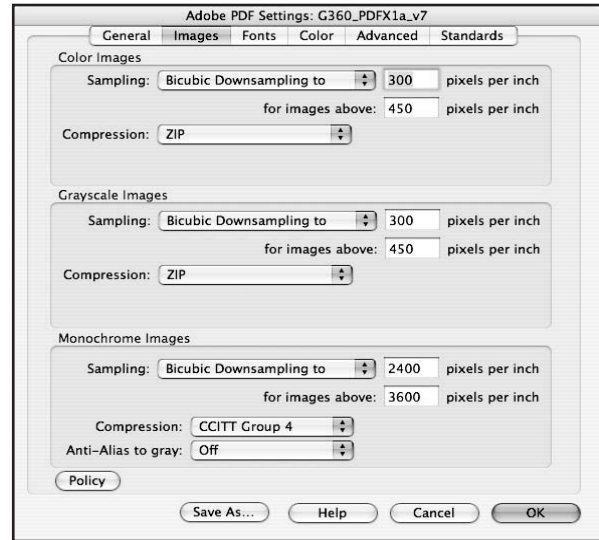 Adobe PDF Settings: G360_PDFX1a_v7
General Images Fonts Color Advanced Standards
Color Images
Sampling: Bicubic Downsampling to 300 pixels per inch
for images above: 450 pixels per inch
Compression: ZIP
Grayscale Images
Sampling: Bicubic Downsampling to 300 pixels per inch
for images above: 450 pixels per inch
Compression: ZIP
Monochrome Images
Sampling: Bicubic Downsampling to 2400 pixels per inch
for images above: 3600 pixels per inch
Compression: CCITT Group 4
Anti-Alias to gray: Off
Policy
Save As... Help Cancel OK